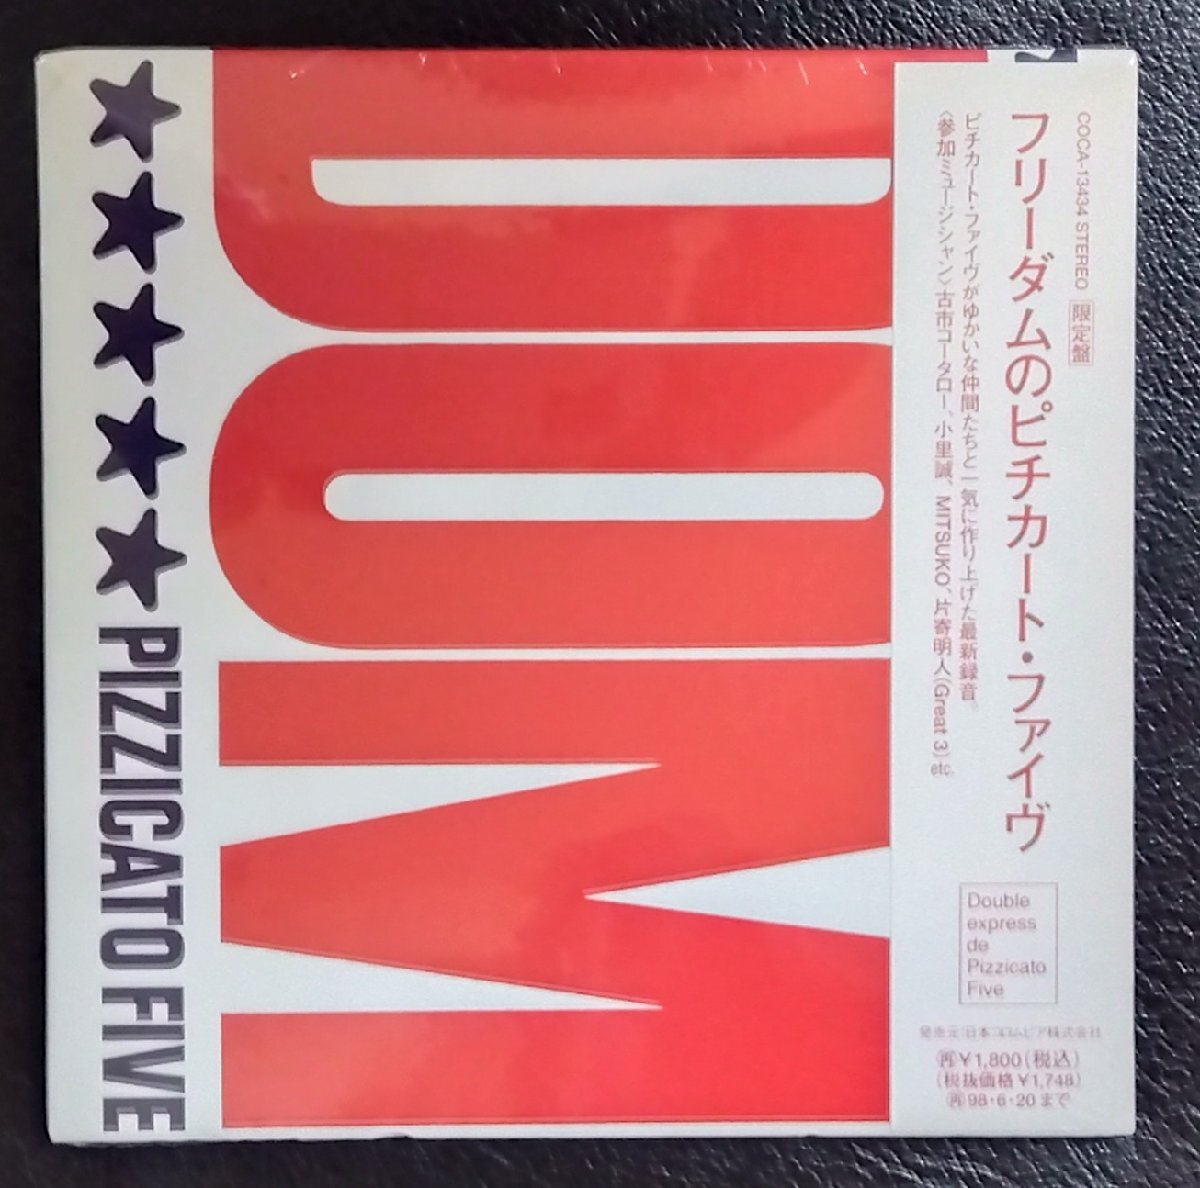 ★★★★★PIZZICATO FIVE
DOM
COCA-13434 STEREO 限定盤
フリーダムのピチカート・ファイヴ
ピチカート・ファイヴがゆかいな仲間たちと一気に作り上げた最新録音。
〈参加ミュージシャン〉古市コータロー、小里誠、MITSUKO、片寄明人(Great 3) etc.
Double
express
de
Pizzicato
Five
発売元:日本コロムビア株式会社
再¥1,800(税込)
(税抜価格¥1,748)
再98・6・20まで